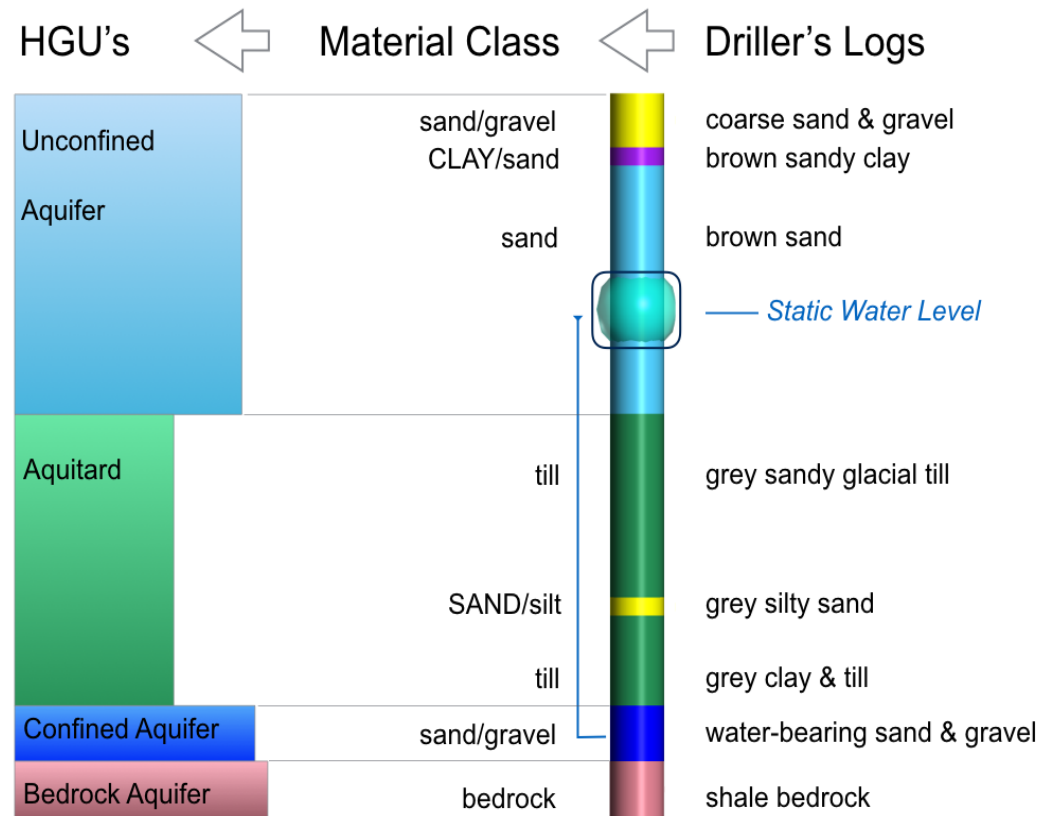 HGU's Material Class Driller's Logs
Unconfined
Aquifer
sand/gravel coarse sand & gravel
CLAY/sand brown sandy clay
sand brown sand
Static Water Level
Aquitard
till grey sandy glacial till
SAND/silt grey silty sand
till grey clay & till
Confined Aquifer sand/gravel water-bearing sand & gravel
Bedrock Aquifer bedrock shale bedrock